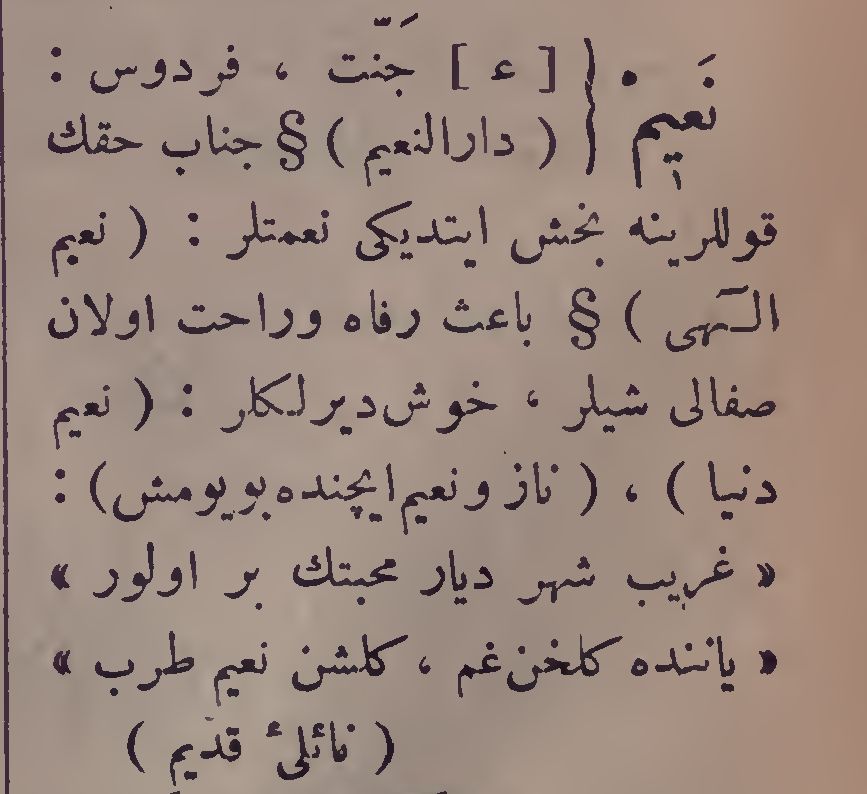 نَعیم { [ ع ] جَنّت ، فردوس :
( دارالنعیم ) § جناب حقك
قوللرینه بخش ایتدیکی نعمتلر : ( نعیم
الٓهی ) § باعث رفاه وراحت اولان
صفالی شیلر ، خوش دیرلکلر : ( نعیم
دنیا ) ، ( ناز ونعیم ایچنده بویومش) :
« غریب شهر دیار محبتك بر اولور »
« یاننده کلخن غم ، کلشن نعیم طرب »
( نائلیٔ قدیم )